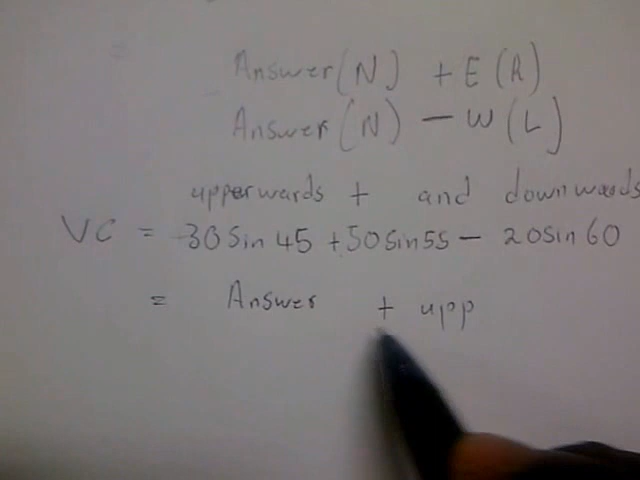 Answer (N) + E (R)
Answer (N) - W (L)
upperwards + and downwards
VC = 30 Sin 45 + 50 sin 55 - 20 sin 60
= Answer + upp